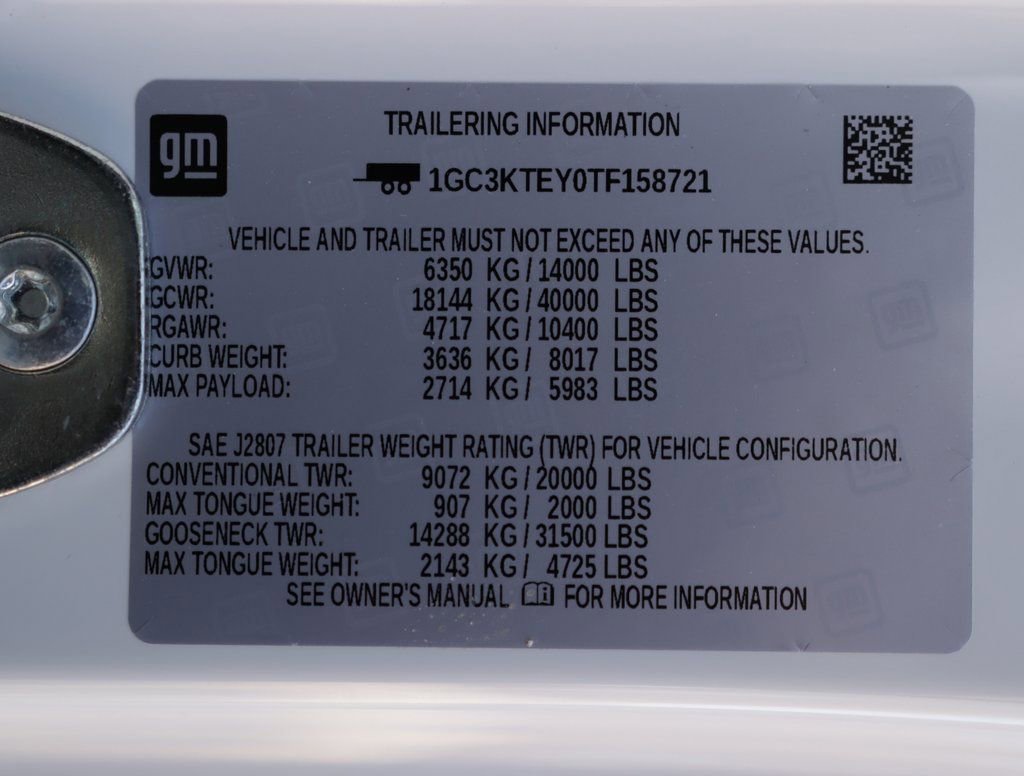 gm
TRAILERING INFORMATION
1GC3KTEY0TF158721
VEHICLE AND TRAILER MUST NOT EXCEED ANY OF THESE VALUES.
GVWR: 6350 KG / 14000 LBS
GCWR: 18144 KG / 40000 LBS
RGAWR: 4717 KG / 10400 LBS
CURB WEIGHT: 3636 KG / 8017 LBS
MAX PAYLOAD: 2714 KG / 5983 LBS
SAE J2807 TRAILER WEIGHT RATING (TWR) FOR VEHICLE CONFIGURATION.
CONVENTIONAL TWR: 9072 KG / 20000 LBS
MAX TONGUE WEIGHT: 907 KG / 2000 LBS
GOOSENECK TWR: 14288 KG / 31500 LBS
MAX TONGUE WEIGHT: 2143 KG / 4725 LBS
SEE OWNER'S MANUAL FOR MORE INFORMATION